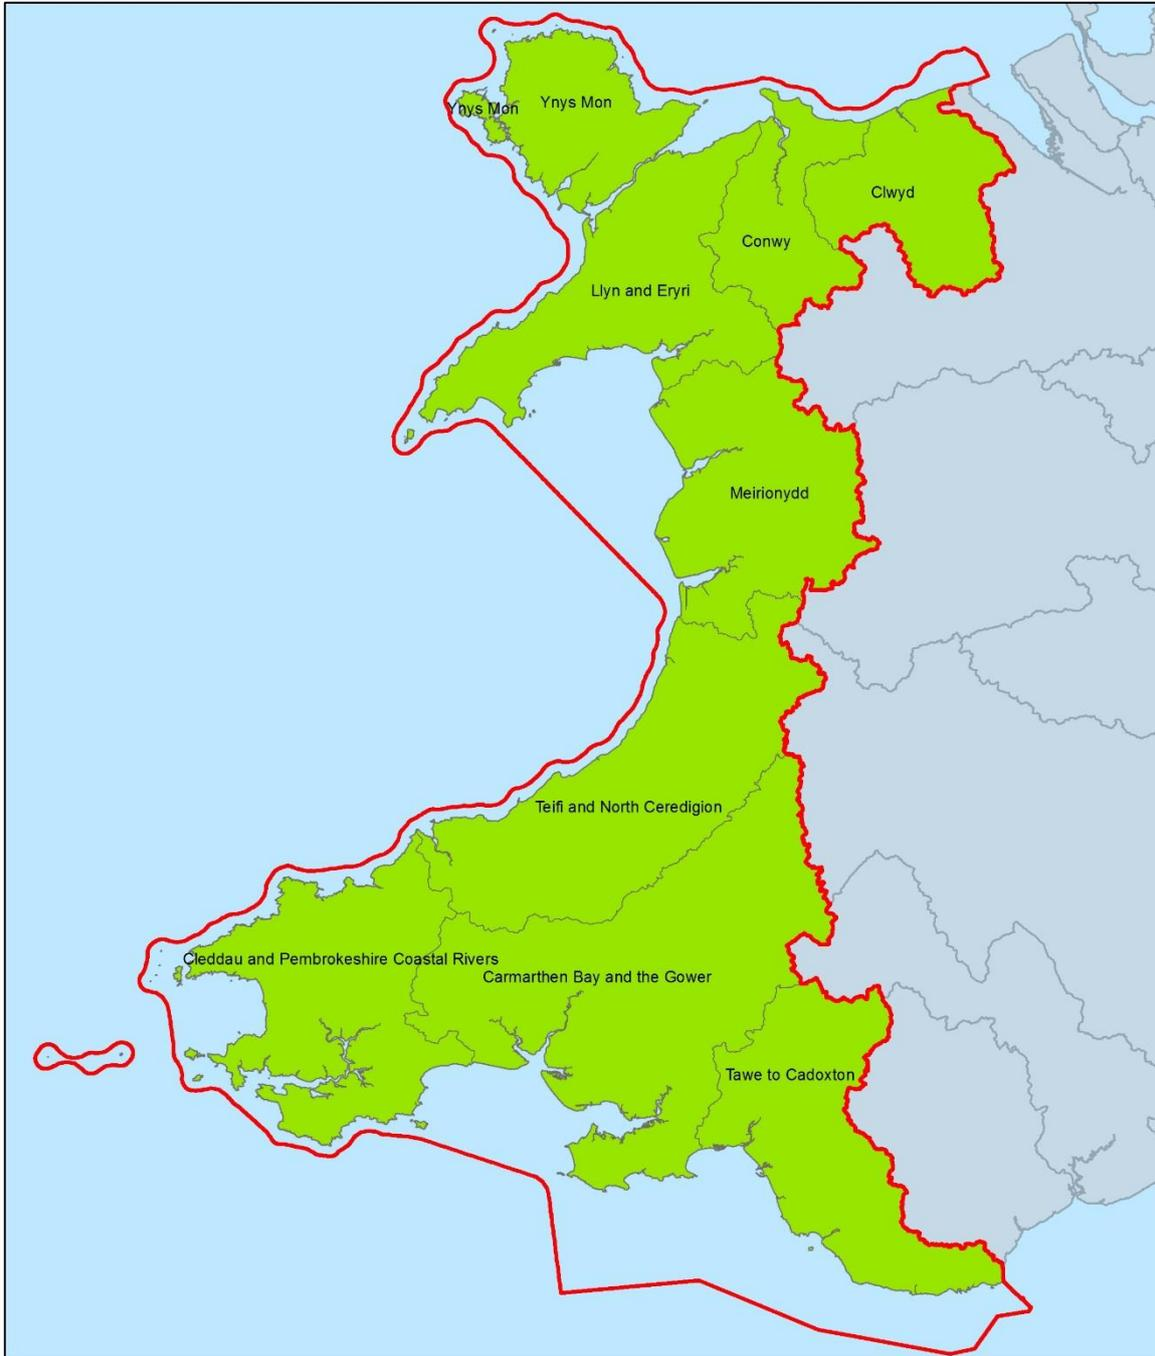 Ynys Mon
Ynys Mon
Clwyd
Conwy
Llyn and Eryri
Meirionydd
Teifi and North Ceredigion
Cleddau and Pembrokeshire Coastal Rivers
Carmarthen Bay and the Gower
Tawe to Cadoxton